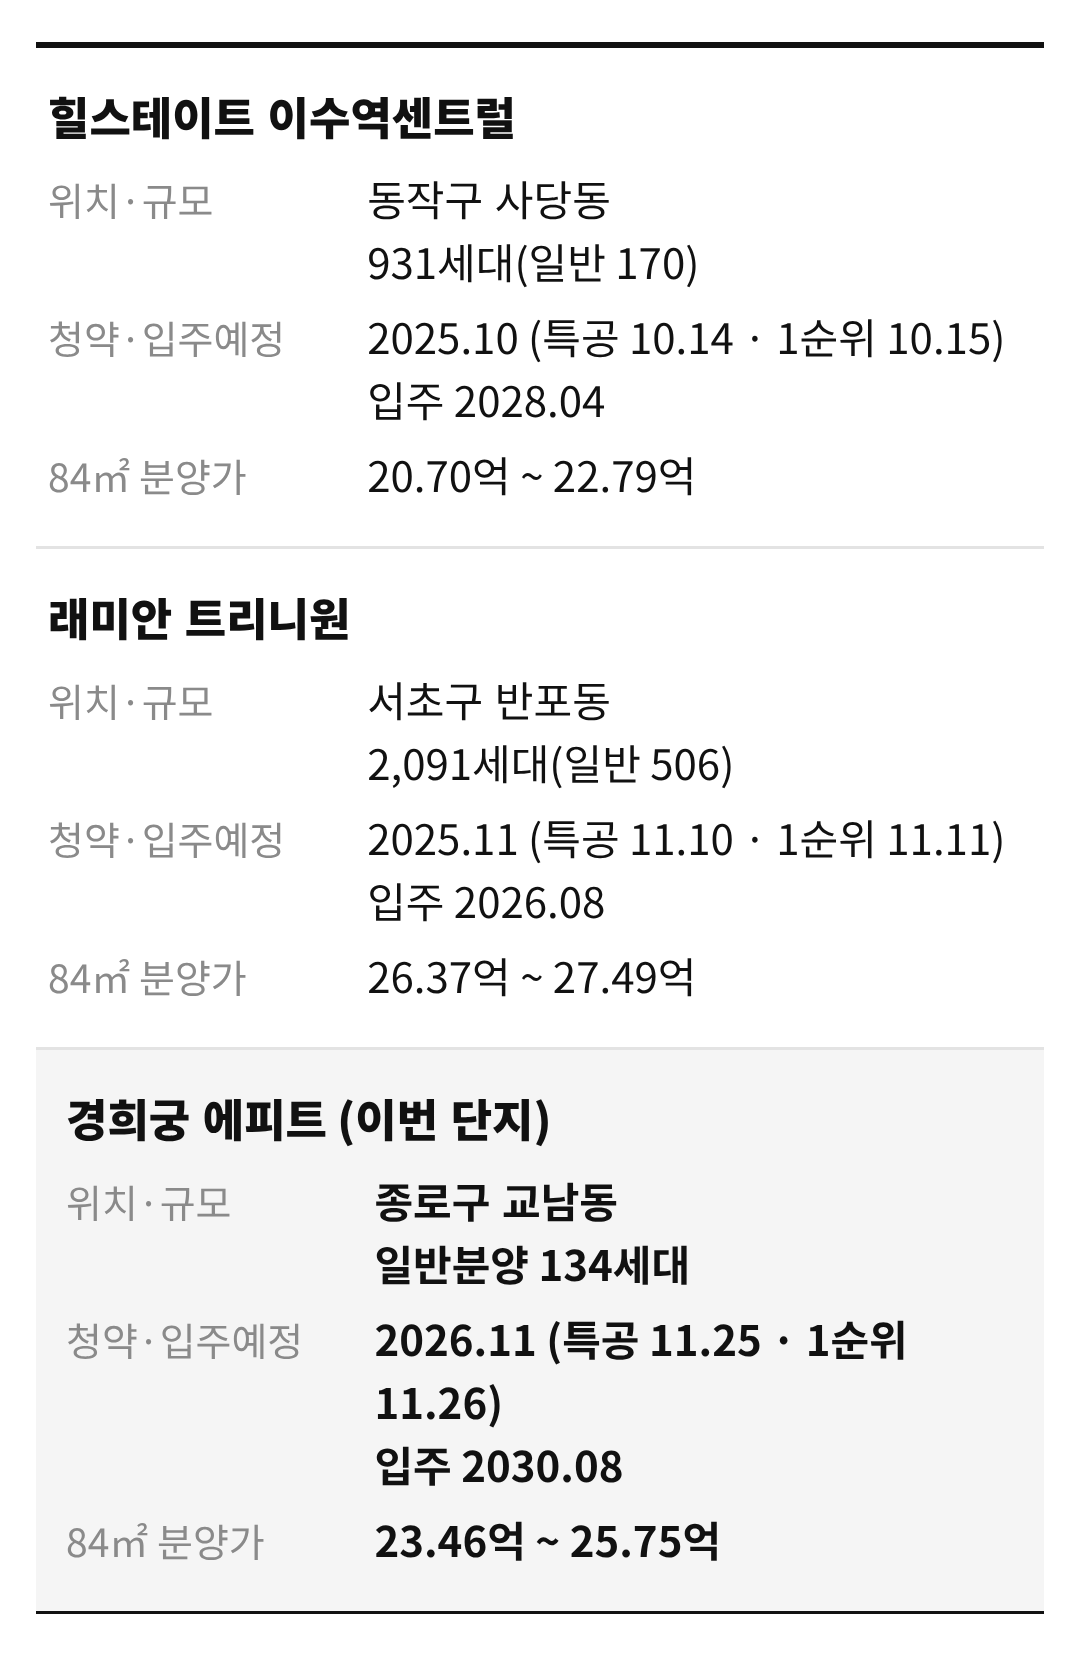 힐스테이트 이수역센트럴
위치·규모 동작구 사당동
931세대(일반 170)
청약·입주예정 2025.10 (특공 10.14 · 1순위 10.15)
입주 2028.04
84㎡ 분양가 20.70억 ~ 22.79억
래미안 트리니원
위치·규모 서초구 반포동
2,091세대(일반 506)
청약·입주예정 2025.11 (특공 11.10 · 1순위 11.11)
입주 2026.08
84㎡ 분양가 26.37억 ~ 27.49억
경희궁 에피트 (이번 단지)
위치·규모 종로구 교남동
일반분양 134세대
청약·입주예정 2026.11 (특공 11.25 · 1순위
11.26)
입주 2030.08
84㎡ 분양가 23.46억 ~ 25.75억